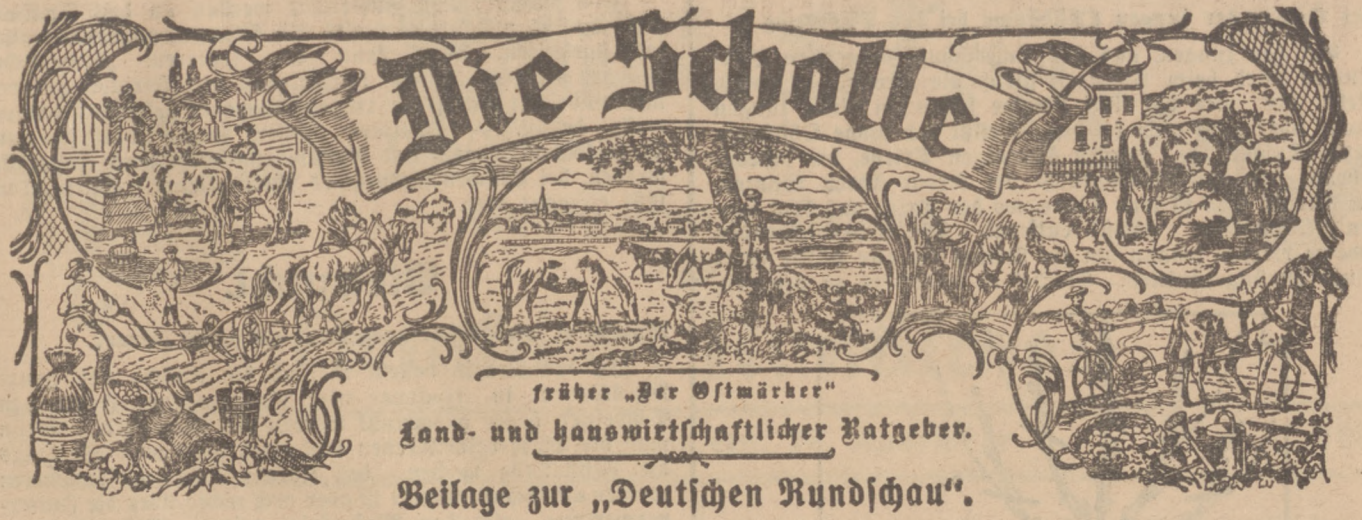 Die Scholle
früher „Der Ostmärker“
Land- und hauswirtschaftlicher Ratgeber.
Beilage zur „Deutschen Rundschau“.